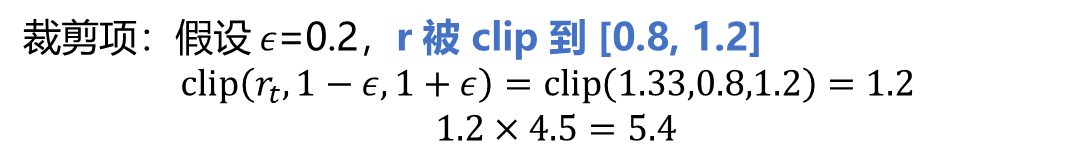 裁剪项：假设 ϵ=0.2，r 被 clip 到 [0.8, 1.2]
clip(rₜ, 1 − ϵ, 1 + ϵ) = clip(1.33,0.8,1.2) = 1.2
1.2 × 4.5 = 5.4